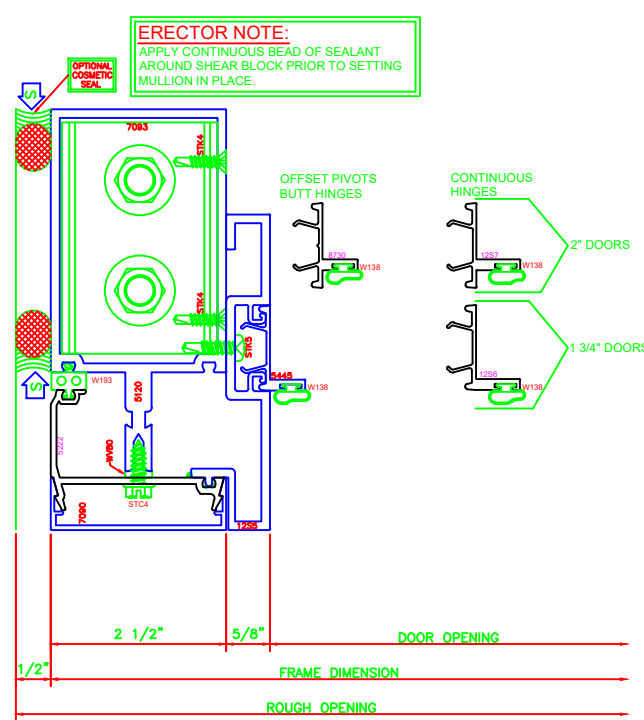 ERECTOR NOTE:
APPLY CONTINUOUS BEAD OF SEALANT
AROUND SHEAR BLOCK PRIOR TO SETTING
MULLION IN PLACE.
OPTIONAL
COSMETIC
SEAL
S
7093
STK4
OFFSET PIVOTS
BUTT HINGES
CONTINUOUS
HINGES
8730
W138
12S7
W138
2" DOORS
STK4
STK5
1 3/4" DOORS
S
W193
5120
5445
W138
12S6
W138
5222
WV80
STC4
7090
12S5
2 1/2"
5/8"
DOOR OPENING
1/2"
FRAME DIMENSION
ROUGH OPENING